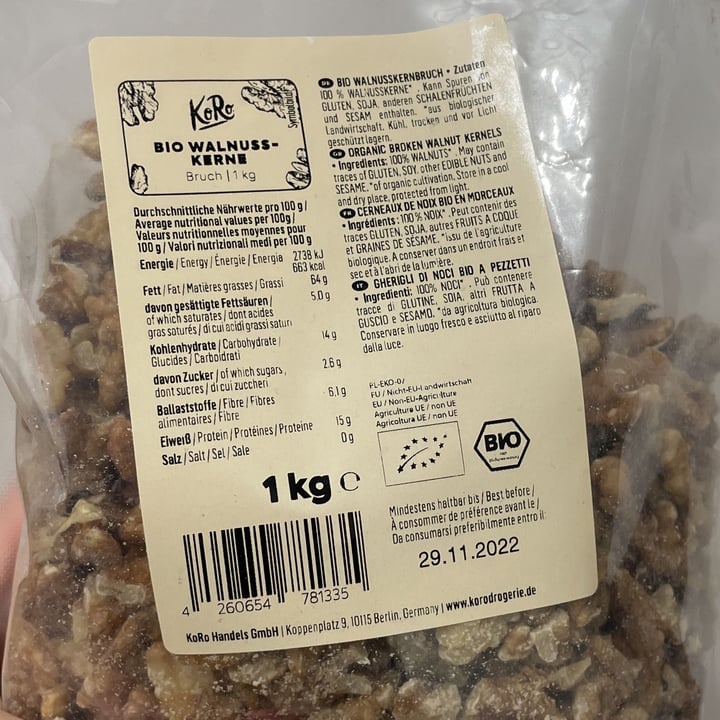 KoRo
Symbolbild
BIO WALNUSS-
KERNE
Bruch | 1 kg
Durchschnittliche Nährwerte pro 100 g /
Average nutritional values per 100g /
Valeurs nutritionnelles moyennes pour
100 g / Valori nutrizionali medi per 100 g
Energie / Energy / Énergie / Energia 2738 kJ
663 kcal
Fett / Fat / Matières grasses / Grassi 64 g
davon gesättigte Fettsäuren / 5.0 g
of which saturates / dont acides
gras saturés / di cui acidi grassi saturi
Kohlenhydrate / Carbohydrate / 14 g
Glucides / Carboidrati
davon Zucker / of which sugars, 2.6 g
dont sucres / di cui zuccheri
Ballaststoffe / Fibre / Fibres 6,1 g
alimentaires / Fibre
Eiweiß / Protein / Protéines / Proteine 15 g
Salz / Salt / Sel / Sale 0 g
1 kg e
4 260654 781335
KoRo Handels GmbH | Koppenplatz 9, 10115 Berlin, Germany | www.korodrogerie.de
DE BIO WALNUSSKERNBRUCH • Zutaten
100 % WALNUSSKERNE* . Kann Spuren von
GLUTEN, SOJA, anderen SCHALENFRÜCHTEN
und SESAM enthalten. *aus biologischer
Landwirtschaft. Kühl, trocken und vor Licht
geschützt lagern.
ORGANIC BROKEN WALNUT KERNELS
• Ingredients: 100% WALNUTS* . May contain
traces of GLUTEN, SOY, other EDIBLE NUTS and
SESAME. *of organic cultivation. Store in a cool
and dry place, protected from light.
FR CERNEAUX DE NOIX BIO EN MORCEAUX
• Ingrédients : 100 % NOIX* . Peut contenir des
traces GLUTEN, SOJA, autres FRUITS A COQUE
et GRAINES DE SÉSAME. *issu de l'agriculture
biologique. A conserver dans un endroit frais et
sec et à l'abri de la lumière.
IT GHERIGLI DI NOCI BIO A PEZZETTI
• Ingredienti: 100% NOCI* . Può contenere
tracce di GLUTINE, SOIA, altri FRUTTA A
GUSCIO e SESAMO. *da agricoltura biologica.
Conservare in luogo fresco e asciutto al riparo
dalla luce.
PL-EKO-07
EU / Nicht-EU-Landwirtschaft
EU / Non-EU-Agriculture
Agriculture UE / non UE
Agricoltura UE / non UE
BIO
Mindestens haltbar bis / Best before /
À consommer de préférence avant le /
Da consumarsi preferibilmente entro il:
29.11.2022